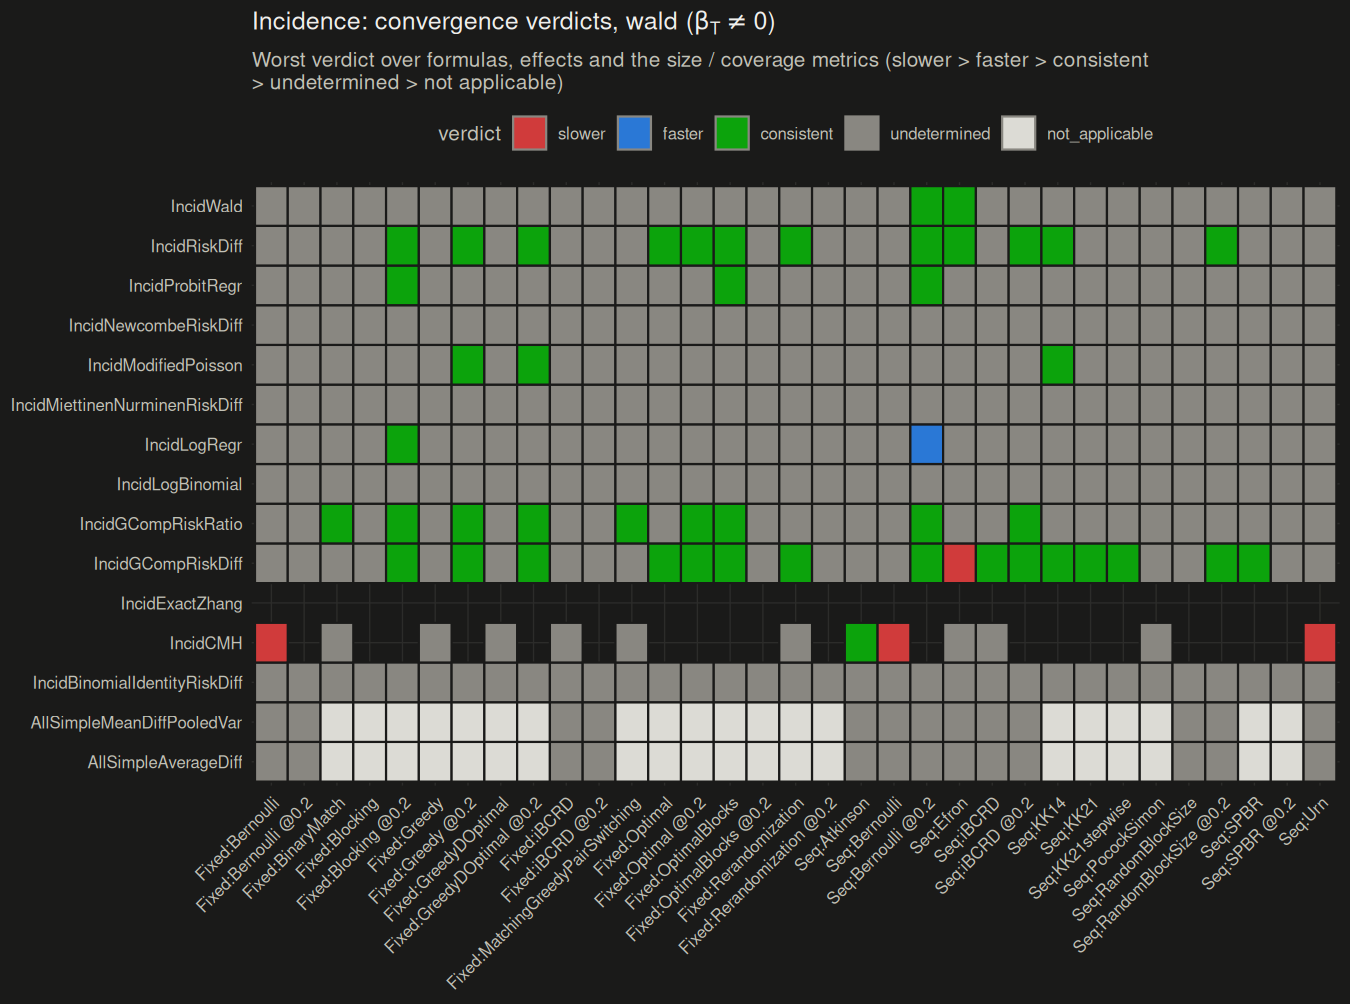 Incidence: convergence verdicts, wald (βT ≠ 0)
Worst verdict over formulas, effects and the size / coverage metrics (slower > faster > consistent
> undetermined > not applicable)
verdict slower faster consistent undetermined not_applicable
IncidWald
IncidRiskDiff
IncidProbitRegr
IncidNewcombeRiskDiff
IncidModifiedPoisson
IncidMiettinenNurminenRiskDiff
IncidLogRegr
IncidLogBinomial
IncidGCompRiskRatio
IncidGCompRiskDiff
IncidExactZhang
IncidCMH
IncidBinomialIdentityRiskDiff
AllSimpleMeanDiffPooledVar
AllSimpleAverageDiff
Fixed:Bernoulli
Fixed:Bernoulli @0.2
Fixed:BinaryMatch
Fixed:Blocking
Fixed:Blocking @0.2
Fixed:Greedy
Fixed:Greedy @0.2
Fixed:GreedyDOptimal
Fixed:GreedyDOptimal @0.2
Fixed:iBCRD
Fixed:iBCRD @0.2
Fixed:MatchingGreedyPairSwitching
Fixed:Optimal
Fixed:Optimal @0.2
Fixed:OptimalBlocks
Fixed:OptimalBlocks @0.2
Fixed:Rerandomization
Fixed:Rerandomization @0.2
Seq:Atkinson
Seq:Bernoulli
Seq:Bernoulli @0.2
Seq:Efron
Seq:iBCRD
Seq:iBCRD @0.2
Seq:KK14
Seq:KK21
Seq:KK21stepwise
Seq:PocockSimon
Seq:RandomBlockSize
Seq:RandomBlockSize @0.2
Seq:SPBR
Seq:SPBR @0.2
Seq:Urn